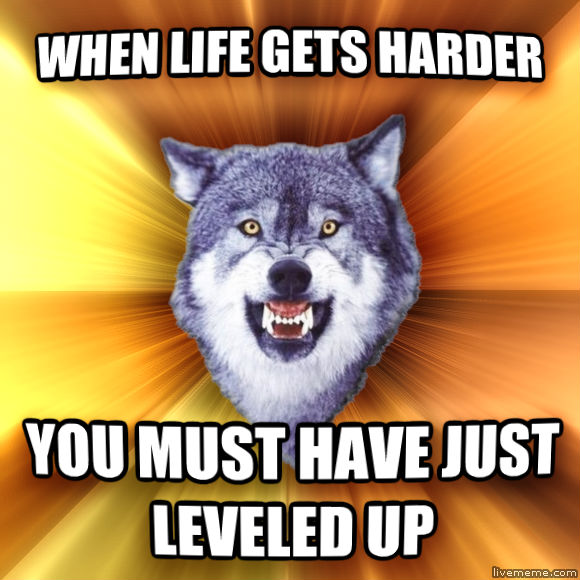 WHEN LIFE GETS HARDER
YOU MUST HAVE JUST
LEVELED UP
livememe.com